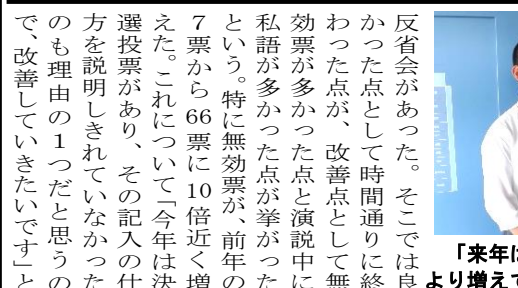 反省会があった。そこでは良
かった点として時間通りに終
わった点が、改善点として無
効票が多かった点と演説中に
私語が多かった点が挙がった
という。特に無効票が、前年の
７票から66票に10倍近く増
えた。これについて「今年は決
選投票があり、その記入の仕
方を説明しきれていなかった
のも理由の１つだと思うの
で、改善していきたいです」と
「来年は
より増えて